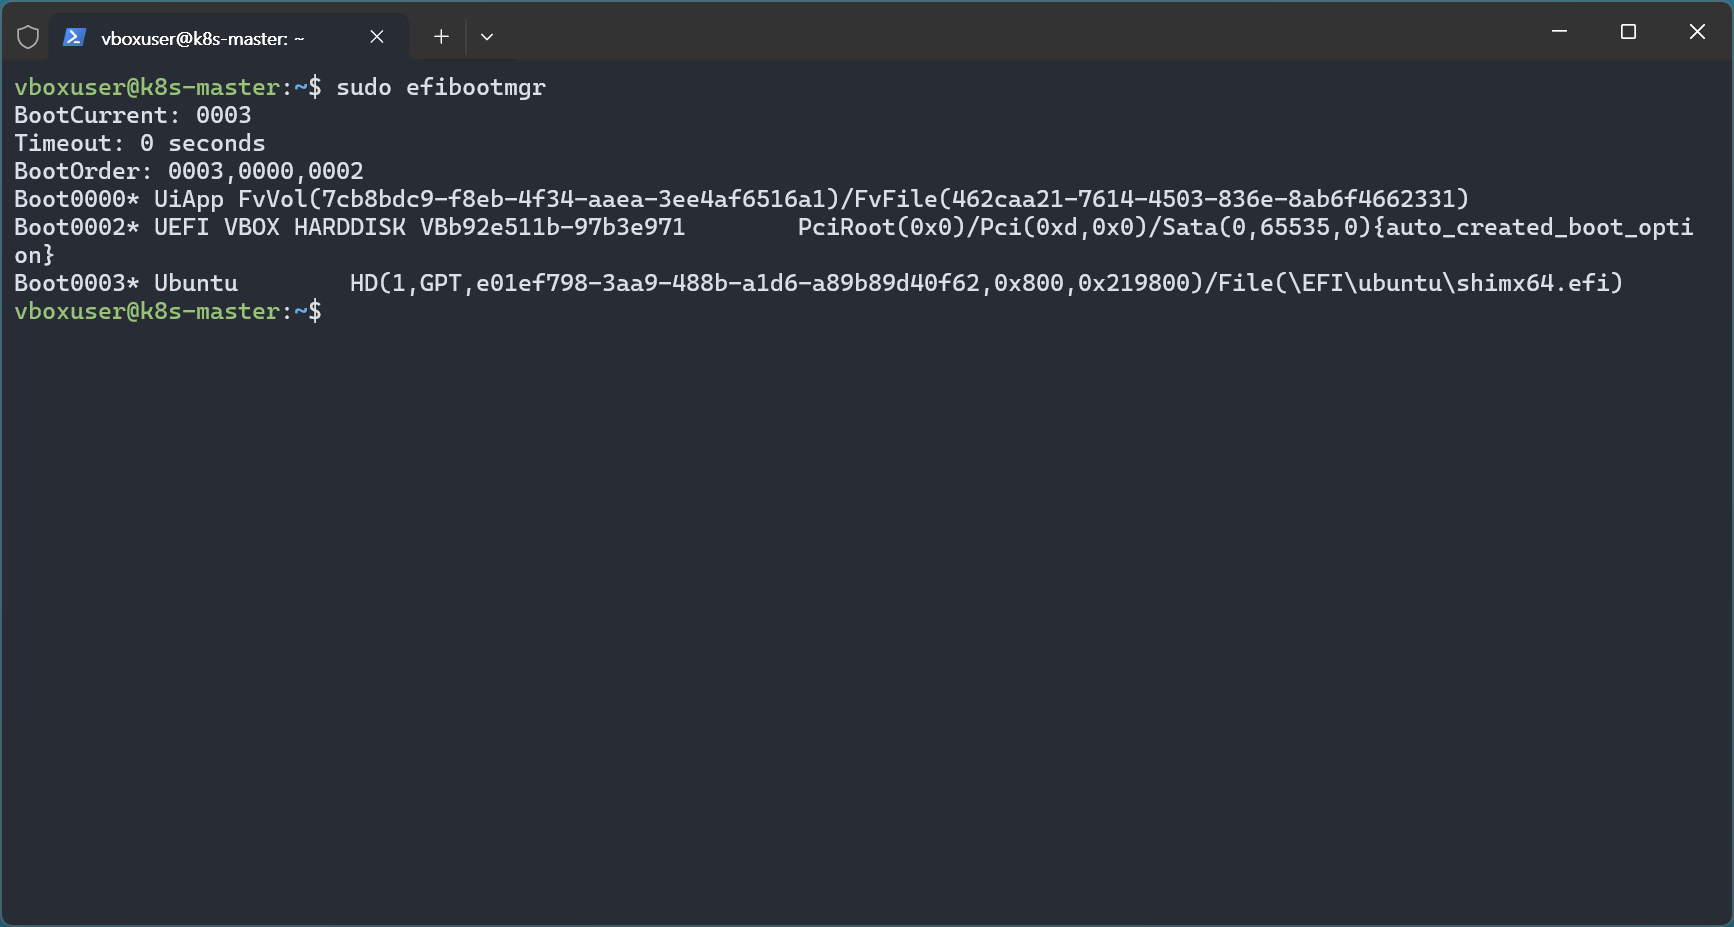 vboxuser@k8s-master: ~
vboxuser@k8s-master:~$ sudo efibootmgr
BootCurrent: 0003
Timeout: 0 seconds
BootOrder: 0003,0000,0002
Boot0000* UiApp FvVol(7cb8bdc9-f8eb-4f34-aaea-3ee4af6516a1)/FvFile(462caa21-7614-4503-836e-8ab6f4662331)
Boot0002* UEFI VBOX HARDDISK VBb92e511b-97b3e971        PciRoot(0x0)/Pci(0xd,0x0)/Sata(0,65535,0){auto_created_boot_opti
on}
Boot0003* Ubuntu        HD(1,GPT,e01ef798-3aa9-488b-a1d6-a89b89d40f62,0x800,0x219800)/File(\EFI\ubuntu\shimx64.efi)
vboxuser@k8s-master:~$